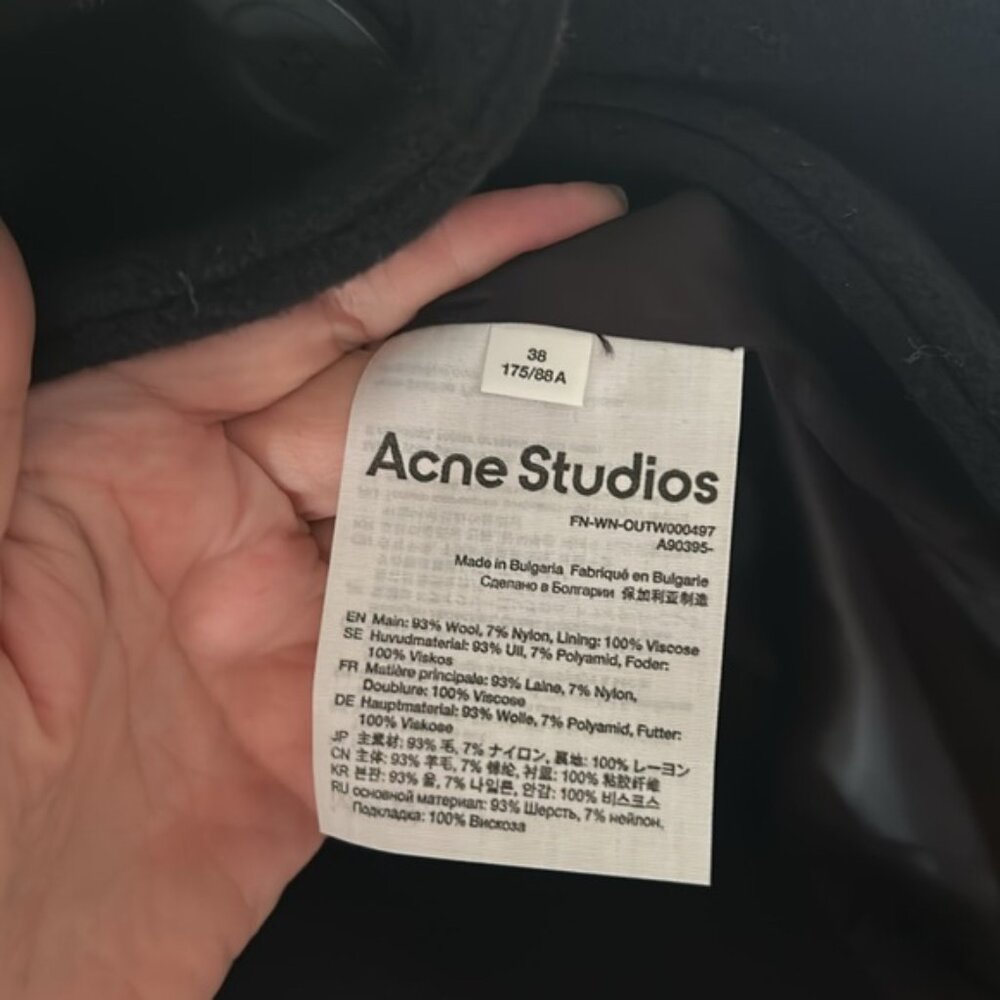 38
175/88A
Acne Studios
FN-WN-OUTW000497
A90395-
Made in Bulgaria Fabriqué en Bulgarie
Сделано в Болгарии 保加利亚制造
EN Main: 93% Wool, 7% Nylon, Lining: 100% Viscose
SE Huvudmaterial: 93% Ull, 7% Polyamid, Foder:
100% Viskos
FR Matière principale: 93% Laine, 7% Nylon,
Doublure: 100% Viscose
DE Hauptmaterial: 93% Wolle, 7% Polyamid, Futter:
100% Viskose
JP 主素材: 93% 毛, 7% ナイロン, 裏地: 100% レーヨン
CN 主体: 93% 羊毛, 7% 锦纶, 衬里: 100% 粘胶纤维
KR 본판: 93% 울, 7% 나일론, 안감: 100% 비스코스
RU основной материал: 93% Шерсть, 7% нейлон,
Подкладка: 100% Вискоза